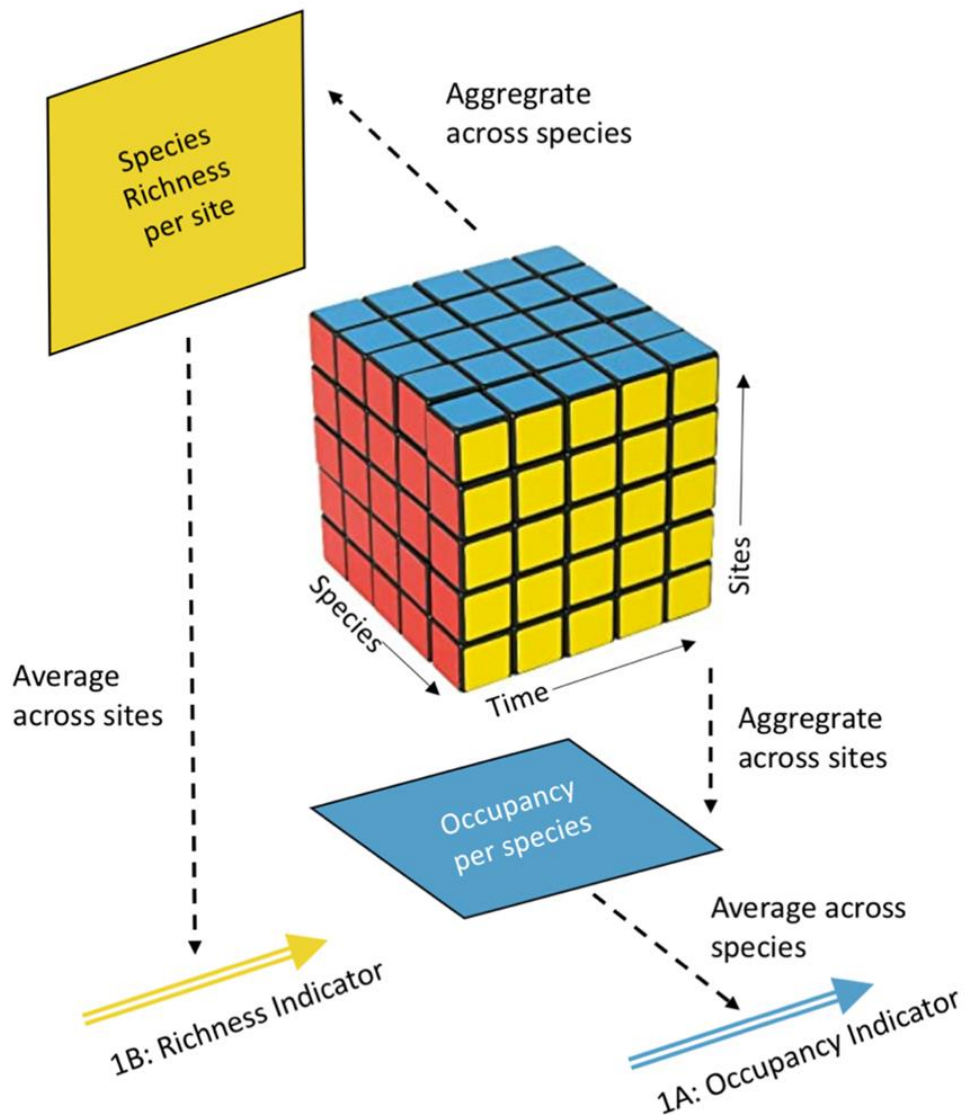 Aggregrate
across species
Species
Richness
per site
Sites
Species
Time
Average
across sites
Aggregrate
across sites
Occupancy
per species
Average across
species
1B: Richness Indicator
1A: Occupancy Indicator